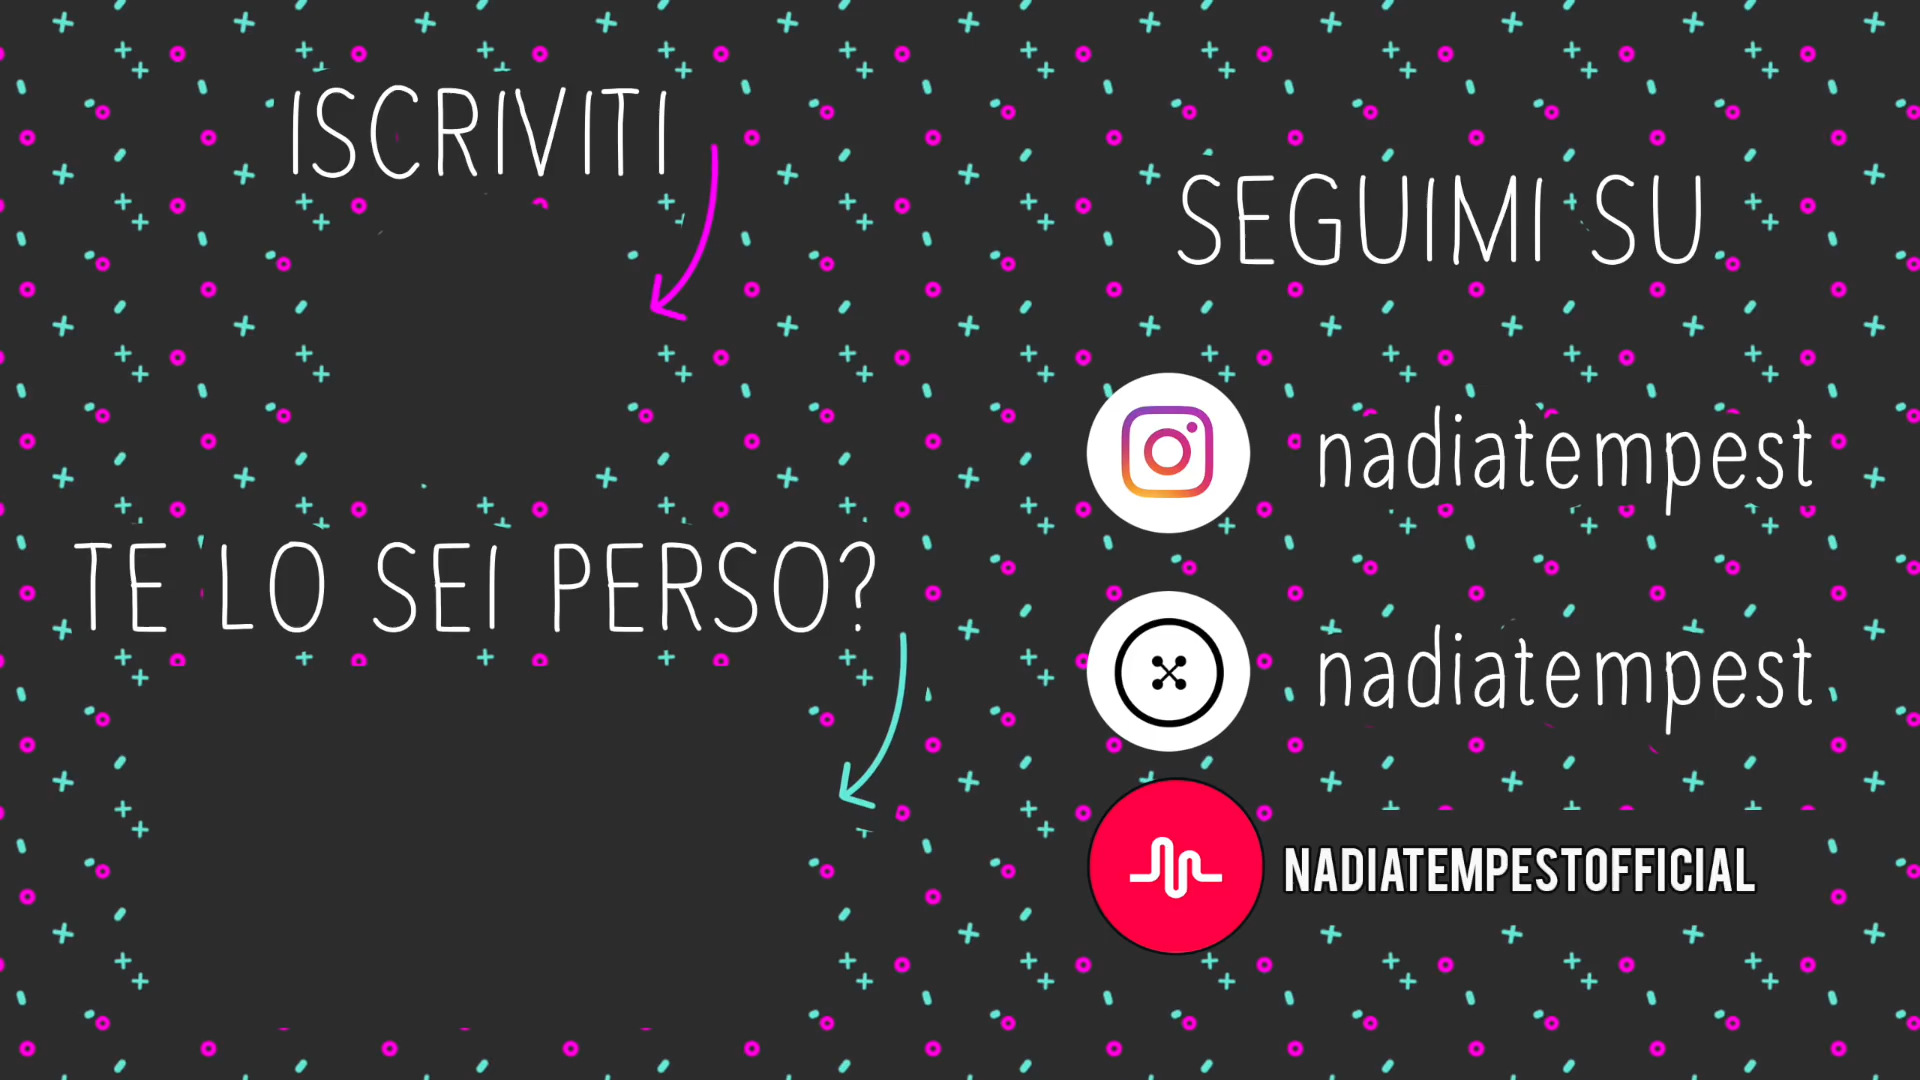 ISCRIVITI
TE LO SEI PERSO?
SEGUIMI SU
nadiatempest
nadiatempest
NADIATEMPESTOFFICIAL